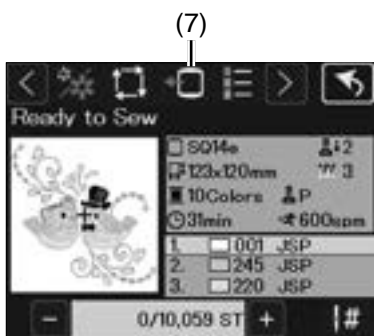 (7)
Ready to Sew
SQ14e 2
123x120mm 3
10Colors P
31min 600spm
1. 001 JSP
2. 245 JSP
3. 220 JSP
- 0/10,059 ST + #